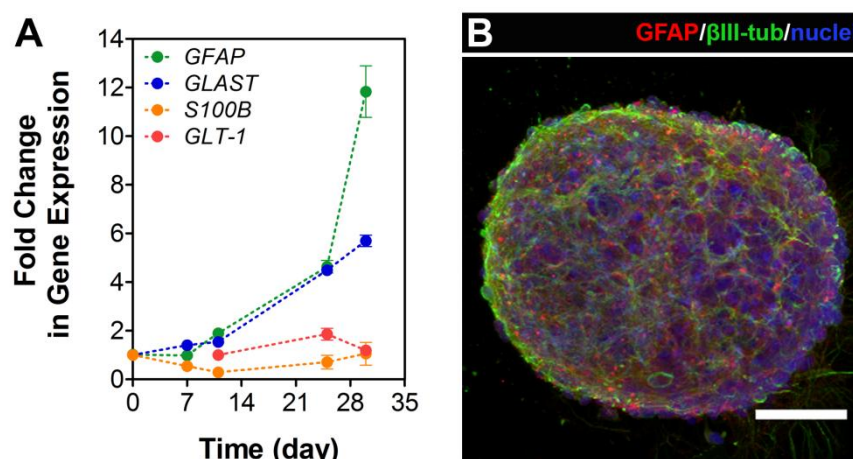 A
14
12
10
8
6
4
2
0
GFAP
GLAST
S100B
GLT-1
Fold Change
in Gene Expression
0 7 14 21 28 35
Time (day)
B
GFAP/βIII-tub/nucle